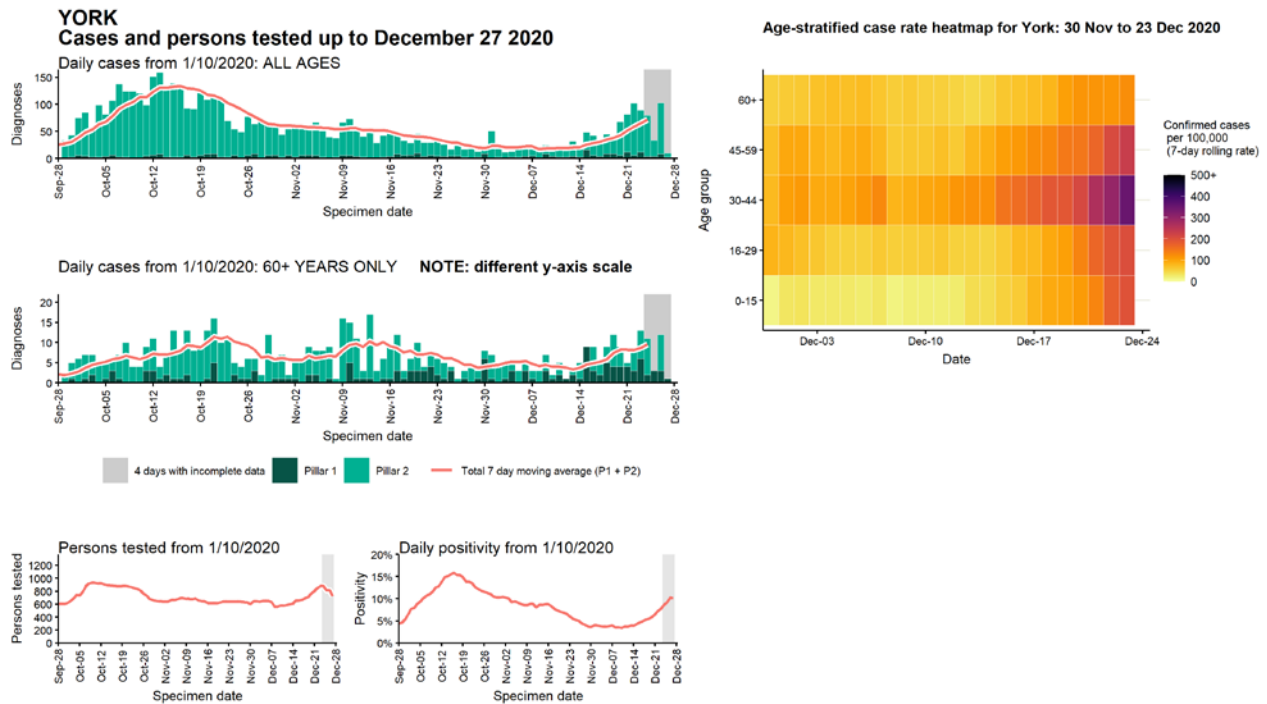 YORK
Cases and persons tested up to December 27 2020
Daily cases from 1/10/2020: ALL AGES
Diagnoses
150
100
50
0
Sep-28
Oct-05
Oct-12
Oct-19
Oct-26
Nov-02
Nov-09
Nov-16
Nov-23
Nov-30
Dec-07
Dec-14
Dec-21
Dec-28
Specimen date
Daily cases from 1/10/2020: 60+ YEARS ONLY NOTE: different y-axis scale
Diagnoses
20
15
10
5
0
Sep-28
Oct-05
Oct-12
Oct-19
Oct-26
Nov-02
Nov-09
Nov-16
Nov-23
Nov-30
Dec-07
Dec-14
Dec-21
Dec-28
Specimen date
4 days with incomplete data Pillar 1 Pillar 2 Total 7 day moving average (P1 + P2)
Persons tested from 1/10/2020
Persons tested
1200
1000
800
600
400
200
0
Sep-28
Oct-05
Oct-12
Oct-19
Oct-26
Nov-02
Nov-09
Nov-16
Nov-23
Nov-30
Dec-07
Dec-14
Dec-21
Dec-28
Specimen date
Daily positivity from 1/10/2020
Positivity
20%
15%
10%
5%
0%
Sep-28
Oct-05
Oct-12
Oct-19
Oct-26
Nov-02
Nov-09
Nov-16
Nov-23
Nov-30
Dec-07
Dec-14
Dec-21
Dec-28
Specimen date
Age-stratified case rate heatmap for York: 30 Nov to 23 Dec 2020
Age group
60+
45-59
30-44
16-29
0-15
Dec-03
Dec-10
Dec-17
Dec-24
Date
Confirmed cases
per 100,000
(7-day rolling rate)
500+
400
300
200
100
0